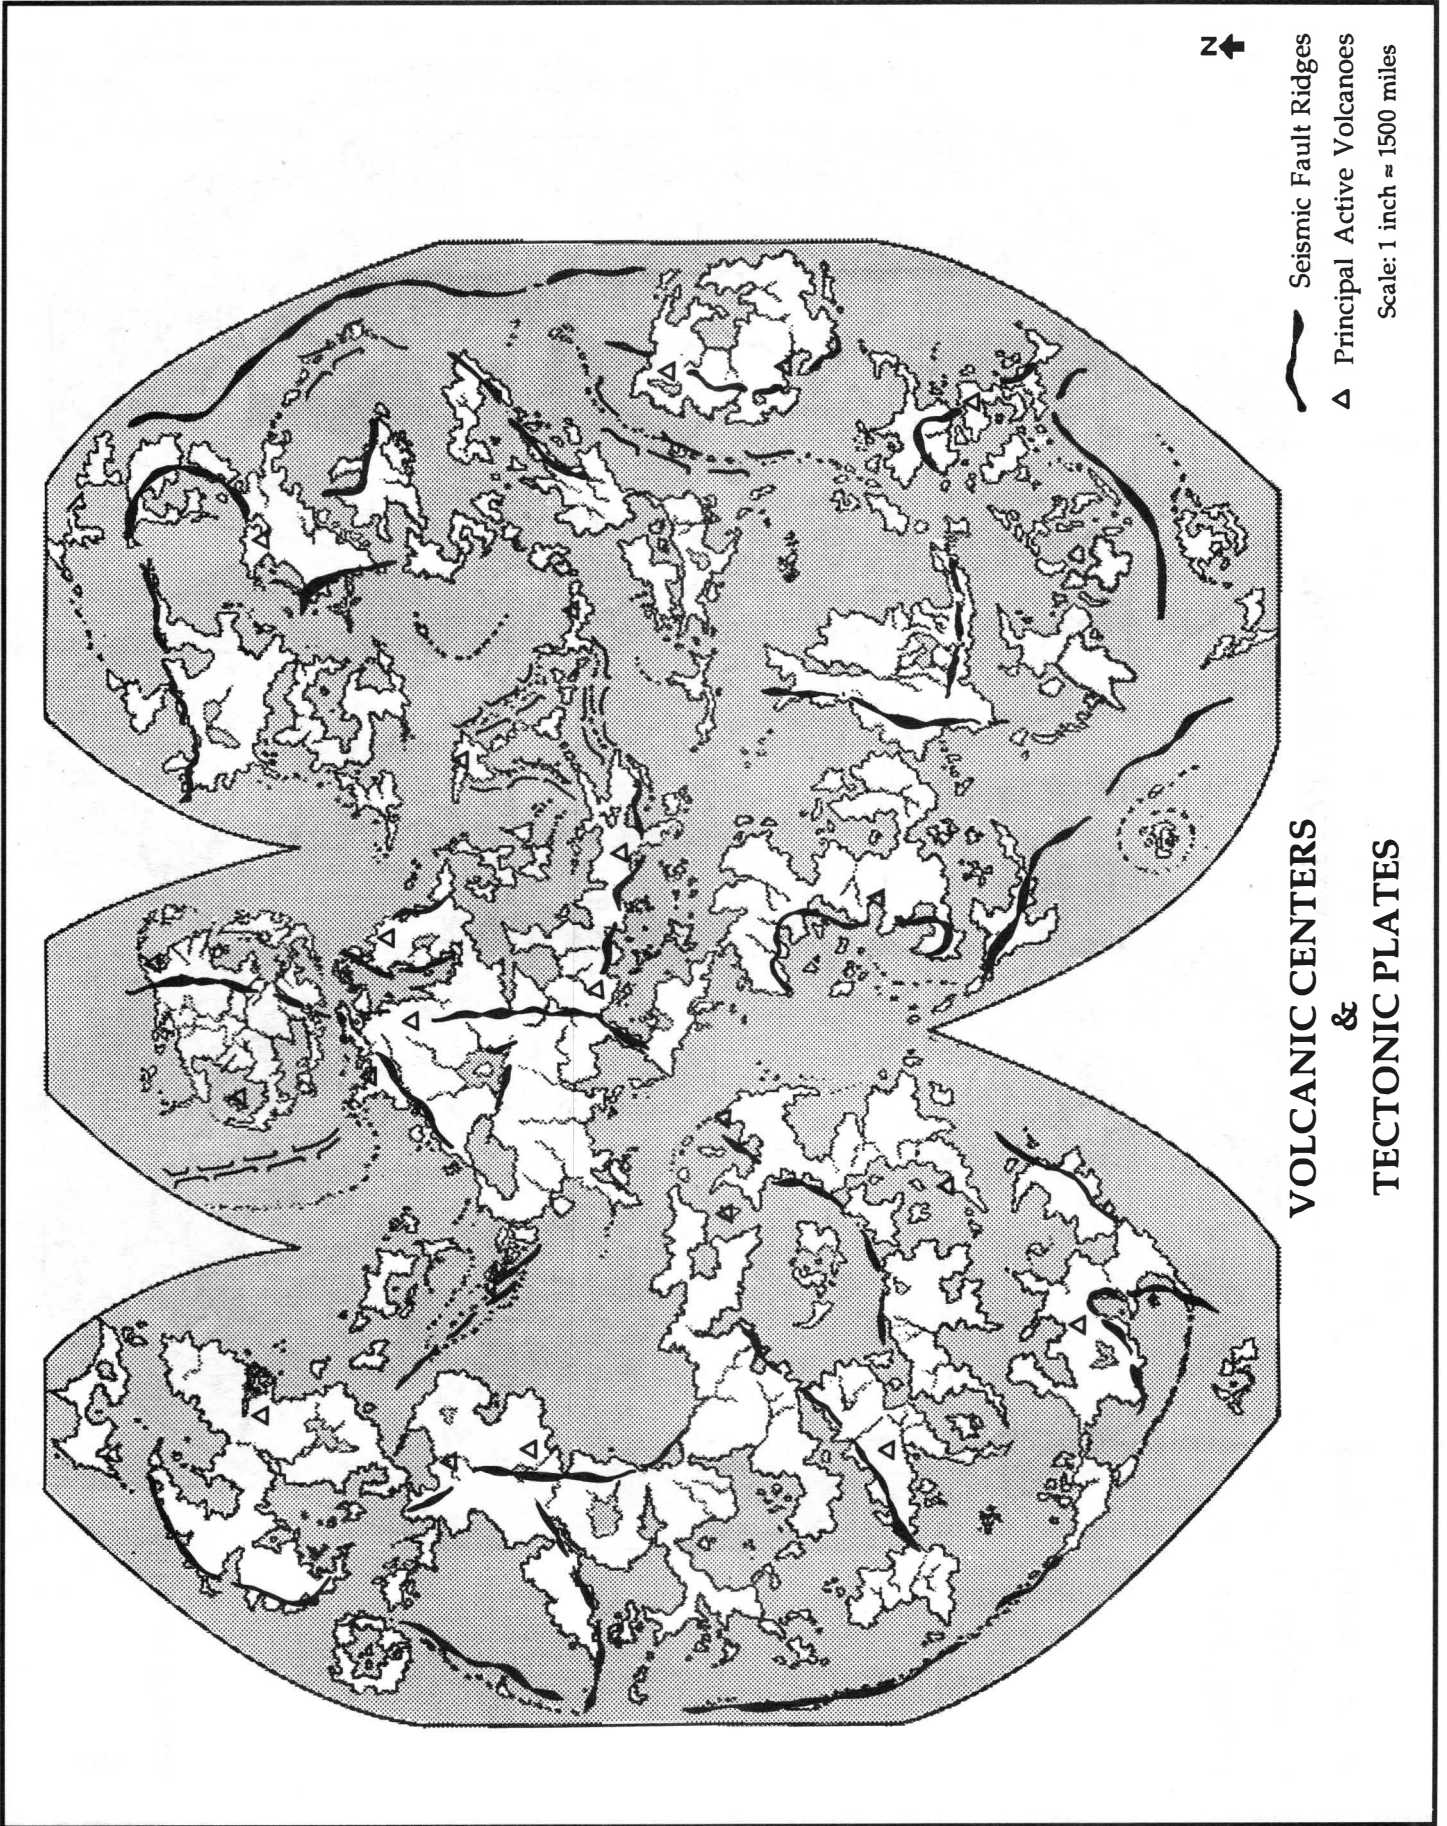 VOLCANIC CENTERS
&
TECTONIC PLATES
N
Seismic Fault Ridges
Principal Active Volcanoes
Scale: 1 inch ≈ 1500 miles